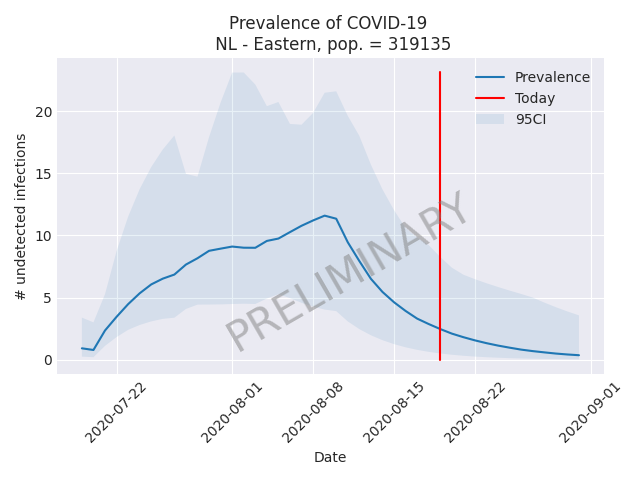 Prevalence of COVID-19
NL - Eastern, pop. = 319135
Prevalence
Today
95CI
# undetected infections
20
15
10
5
0
PRELIMINARY
2020-07-22
2020-08-01
2020-08-08
2020-08-15
2020-08-22
2020-09-01
Date